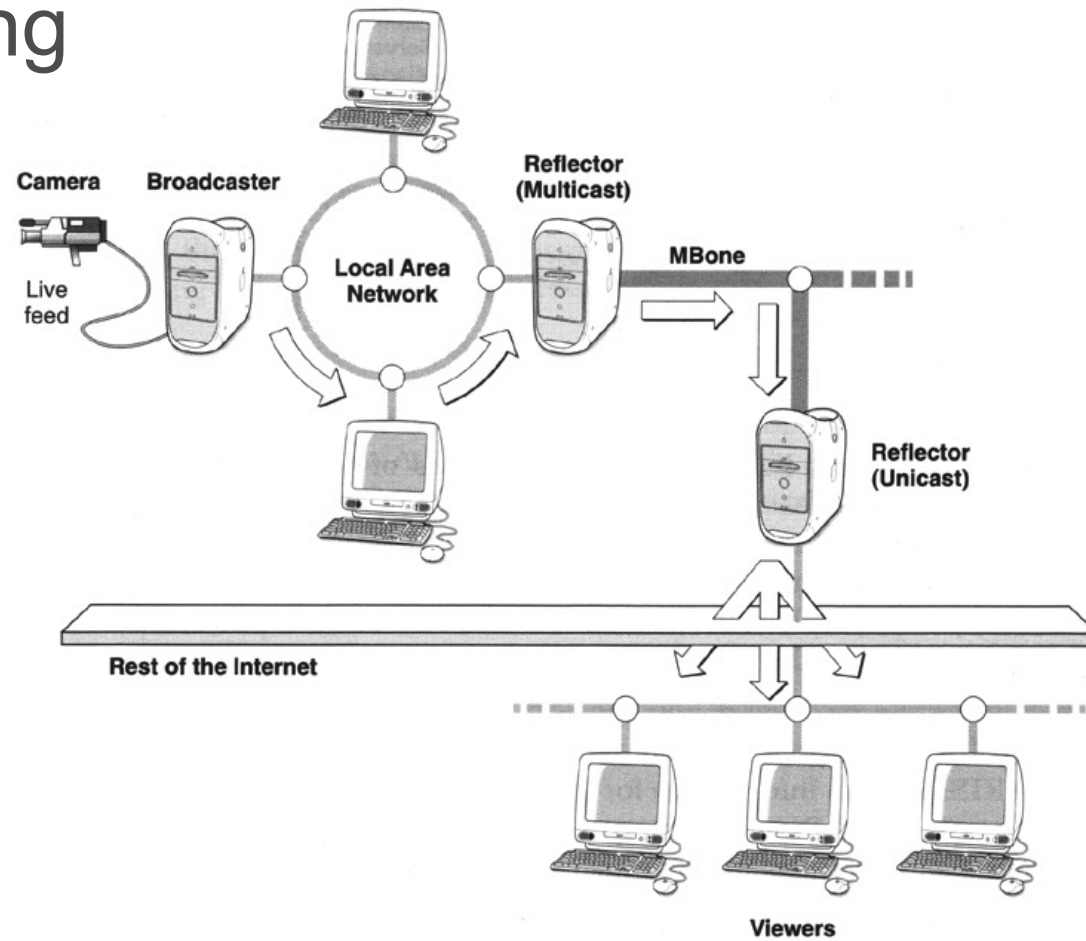 ng
Camera
Broadcaster
Reflector
(Multicast)
MBone
Local Area
Network
Live
feed
Reflector
(Unicast)
Rest of the Internet
Viewers